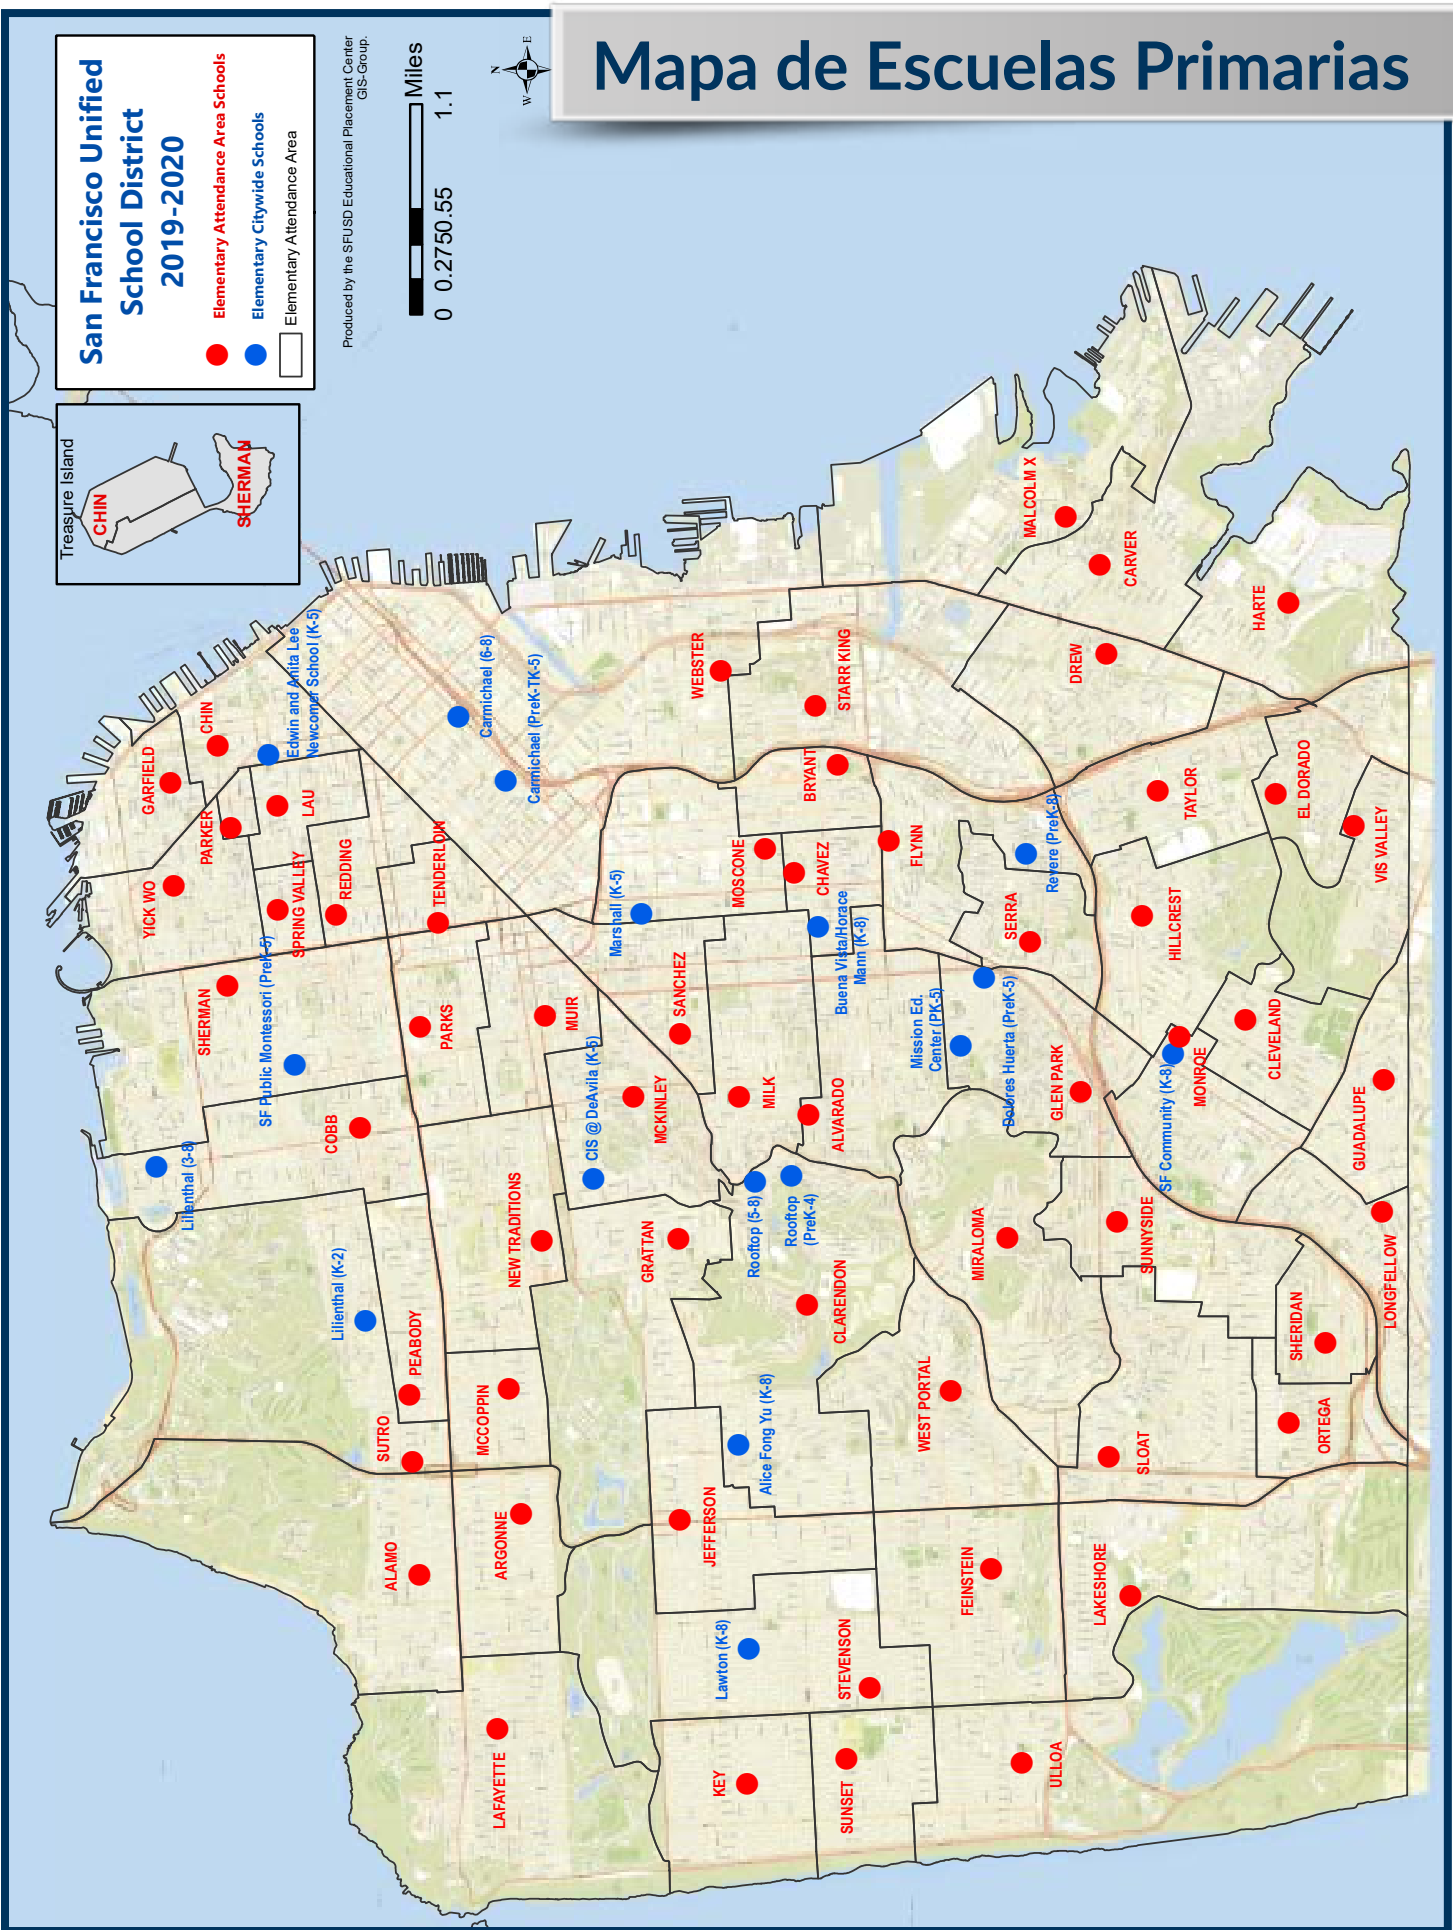 Mapa de Escuelas Primarias
San Francisco Unified
School District
2019-2020
Elementary Attendance Area Schools
Elementary Citywide Schools
Elementary Attendance Area
Produced by the SFUSD Educational Placement Center
GIS-Group.
Miles
0 0.2750.55 1.1
N
W
E
Treasure Island
CHIN
SHERMAN
Edwin and Anita Lee
Newcomer School (K-5)
CHIN
GARFIELD
LAU
PARKER
YICK WO
SPRING VALLEY
REDDING
TENDERLOIN
Carmichael (6-8)
Carmichael (PreK-TK-5)
SHERMAN
SF Public Montessori (PreK-5)
PARKS
MUIR
COBB
Lilienthal (3-8)
Lilienthal (K-2)
PEABODY
SUTRO
NEW TRADITIONS
MCCOPPIN
ARGONNE
ALAMO
LAFAYETTE
CIS @ DeAvila (K-5)
MCKINLEY
SANCHEZ
Marshall (K-5)
MOSCONE
CHAVEZ
BRYANT
WEBSTER
STARR KING
FLYNN
Buena Vista/Horace
Mann (K-8)
MILK
ALVARADO
GRATTAN
Rooftop (5-8)
Rooftop
(PreK-4)
CLARENDON
Alice Fong Yu (K-8)
JEFFERSON
Lawton (K-8)
STEVENSON
KEY
SUNSET
ULLOA
FEINSTEIN
WEST PORTAL
MIRALOMA
Mission Ed.
Center (PK-5)
Dolores Huerta (PreK-5)
SERRA
Revere (PreK-8)
GLEN PARK
SUNNYSIDE
SF Community (K-8)
MONROE
HILLCREST
CLEVELAND
TAYLOR
EL DORADO
VIS VALLEY
DREW
MALCOLM X
CARVER
HARTE
GUADALUPE
LONGFELLOW
SHERIDAN
ORTEGA
SLOAT
LAKESHORE